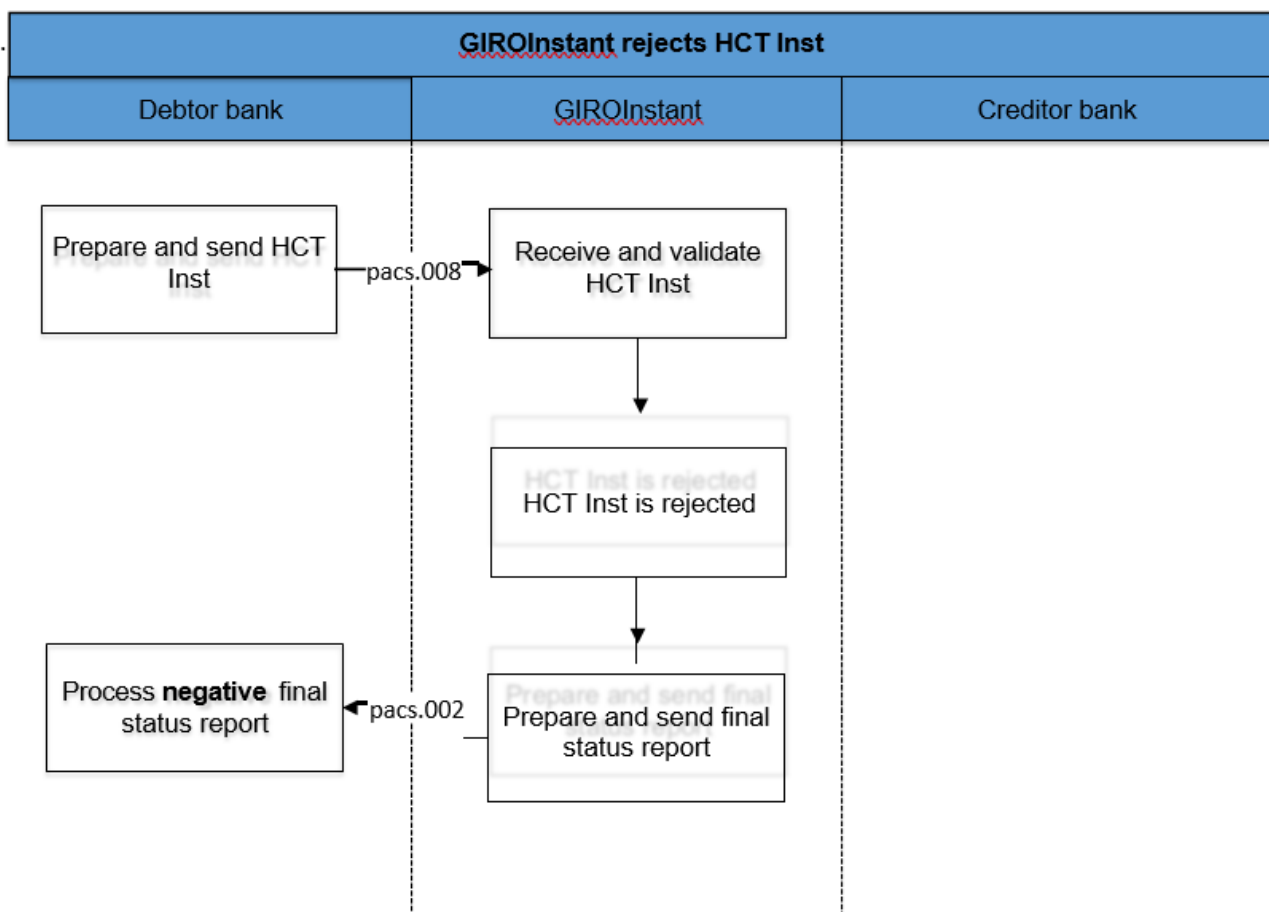 GIROInstant rejects HCT Inst
Debtor bank
GIROInstant
Creditor bank
Prepare and send HCT
Inst
pacs.008
Receive and validate
HCT Inst
HCT Inst is rejected
Process negative final
status report
pacs.002
Prepare and send final
status report